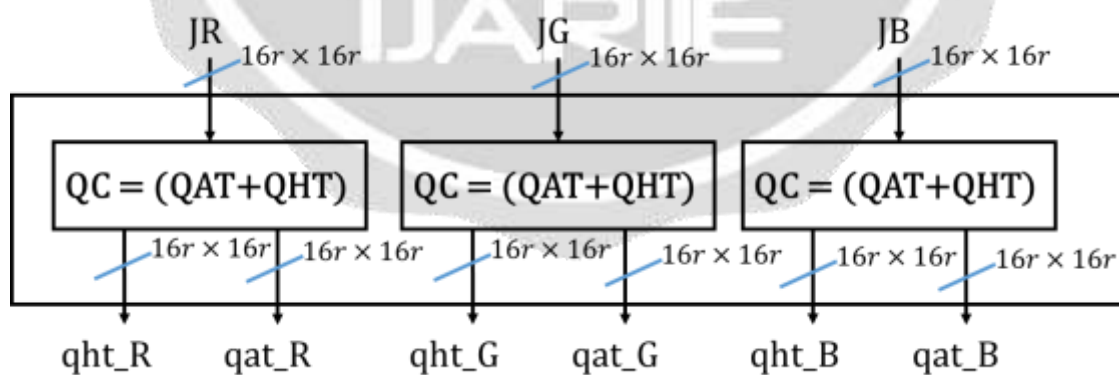 IJARIIE
JR 16r × 16r JG 16r × 16r JB 16r × 16r
QC = (QAT+QHT) QC = (QAT+QHT) QC = (QAT+QHT)
16r × 16r 16r × 16r 16r × 16r 16r × 16r 16r × 16r 16r × 16r
qht_R qat_R qht_G qat_G qht_B qat_B